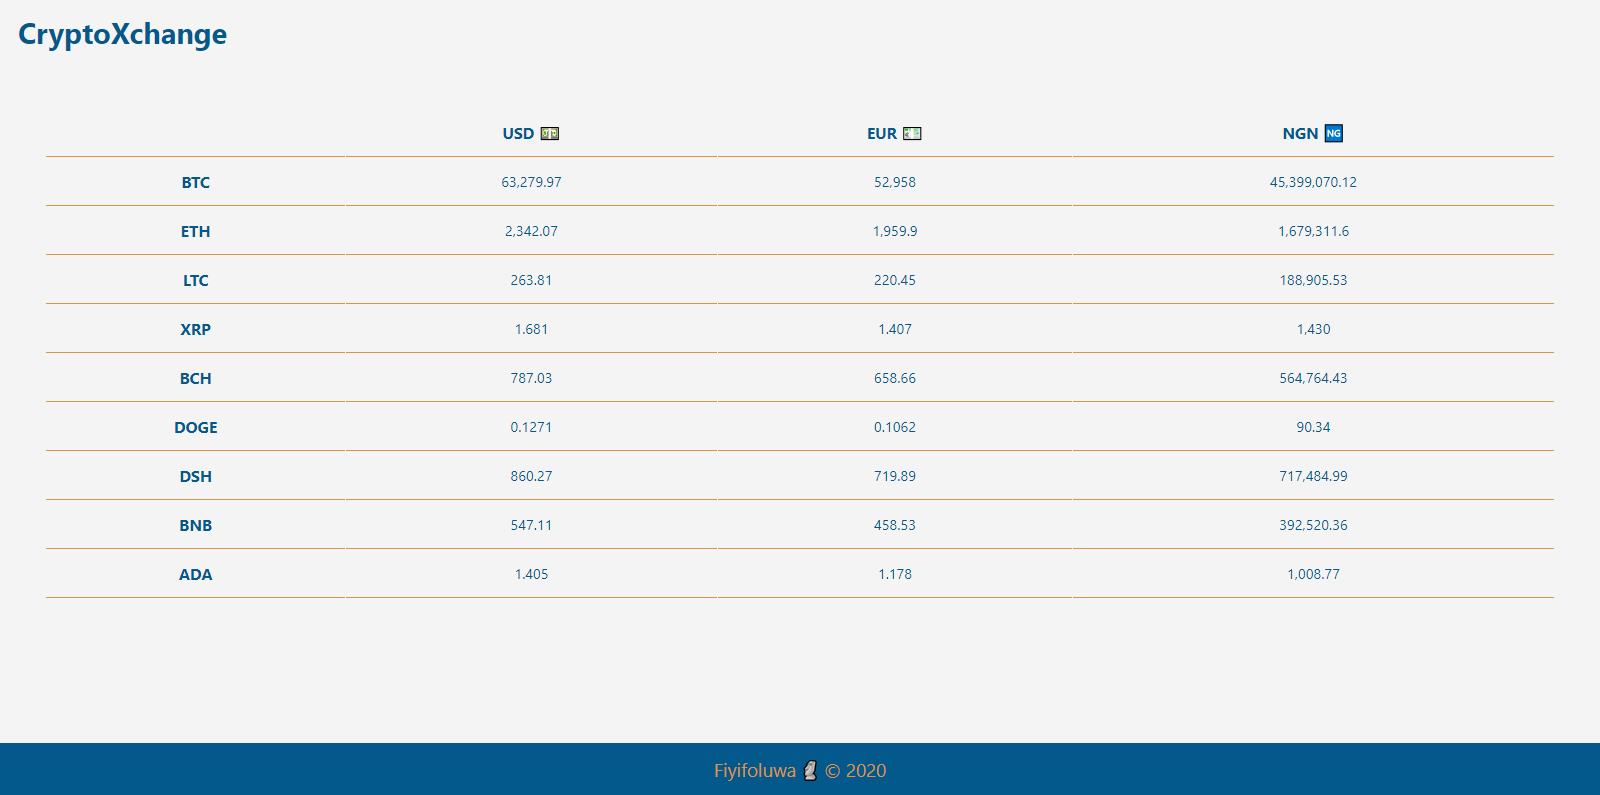 CryptoXchange
USD 💵 EUR 💶 NGN 🇳🇬
BTC 63,279.97 52,958 45,399,070.12
ETH 2,342.07 1,959.9 1,679,311.6
LTC 263.81 220.45 188,905.53
XRP 1.681 1.407 1,430
BCH 787.03 658.66 564,764.43
DOGE 0.1271 0.1062 90.34
DSH 860.27 719.89 717,484.99
BNB 547.11 458.53 392,520.36
ADA 1.405 1.178 1,008.77
Fiyifoluwa 🗿 © 2020